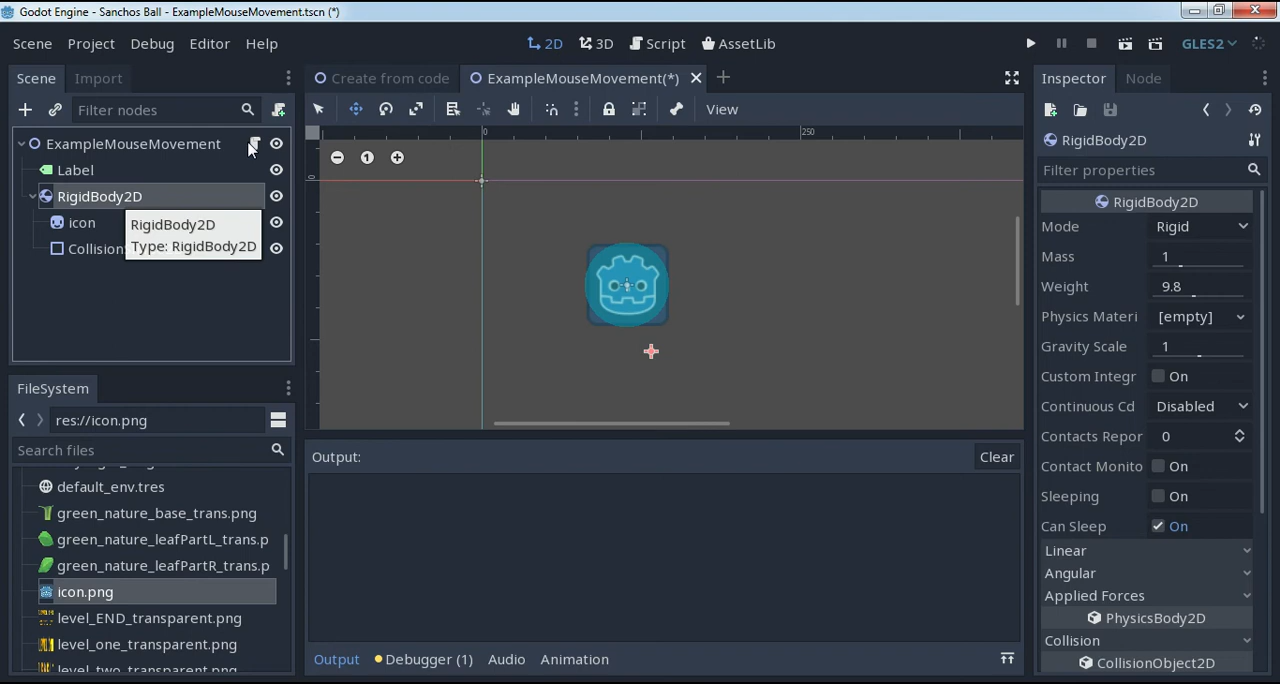 Godot Engine - Sanchos Ball - ExampleMouseMovement.tscn (*)
Scene Project Debug Editor Help
2D 3D Script AssetLib
GLES2
Scene Import
Create from code ExampleMouseMovement(*)
Inspector Node
Filter nodes
View
ExampleMouseMovement
Label
RigidBody2D
icon
Collision
RigidBody2D
Type: RigidBody2D
0 250
0
1
RigidBody2D
Filter properties
RigidBody2D
Mode Rigid
Mass 1
Weight 9.8
Physics Materi [empty]
Gravity Scale 1
Custom Integr On
Continuous Cd Disabled
Contacts Repor 0
Contact Monito On
Sleeping On
Can Sleep On
Linear
Angular
Applied Forces
PhysicsBody2D
Collision
CollisionObject2D
FileSystem
res://icon.png
Search files
default_env.tres
green_nature_base_trans.png
green_nature_leafPartL_trans.p
green_nature_leafPartR_trans.p
icon.png
level_END_transparent.png
level_one_transparent.png
level_two_transparent.png
Output: Clear
Output Debugger (1) Audio Animation